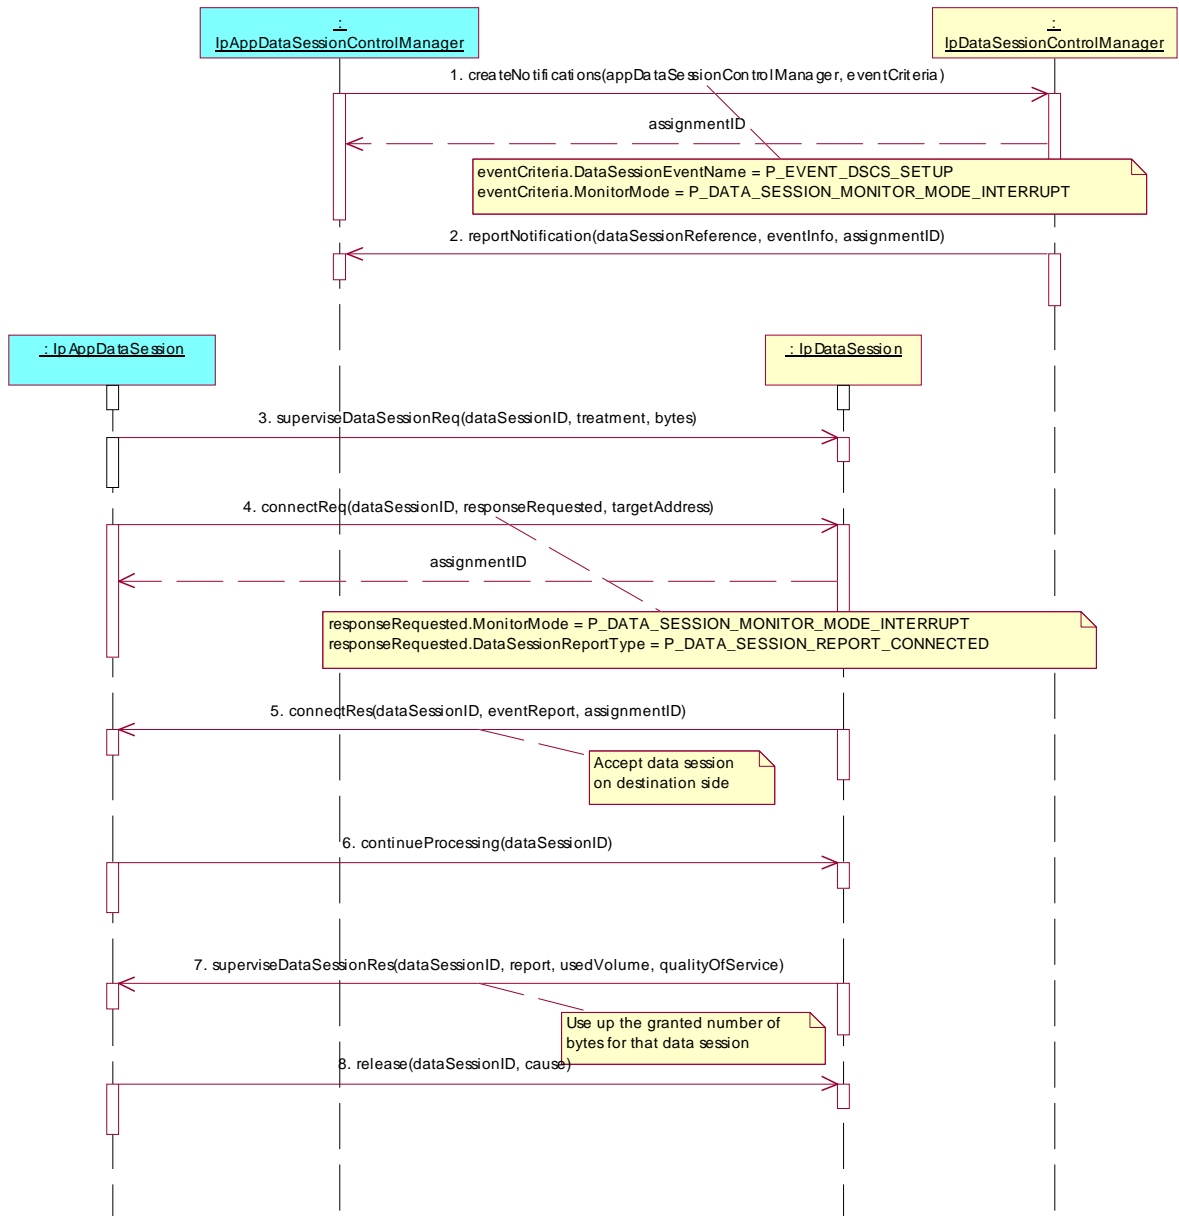 :
IpAppDataSessionControlManager
:
IpDataSessionControlManager
1. createNotifications(appDataSessionControlManager, eventCriteria)
assignmentID
eventCriteria.DataSessionEventName = P_EVENT_DSCS_SETUP
eventCriteria.MonitorMode = P_DATA_SESSION_MONITOR_MODE_INTERRUPT
2. reportNotification(dataSessionReference, eventInfo, assignmentID)
: IpAppDataSession
: IpDataSession
3. superviseDataSessionReq(dataSessionID, treatment, bytes)
4. connectReq(dataSessionID, responseRequested, targetAddress)
assignmentID
responseRequested.MonitorMode = P_DATA_SESSION_MONITOR_MODE_INTERRUPT
responseRequested.DataSessionReportType = P_DATA_SESSION_REPORT_CONNECTED
5. connectRes(dataSessionID, eventReport, assignmentID)
Accept data session
on destination side
6. continueProcessing(dataSessionID)
7. superviseDataSessionRes(dataSessionID, report, usedVolume, qualityOfService)
Use up the granted number of
bytes for that data session
8. release(dataSessionID, cause)